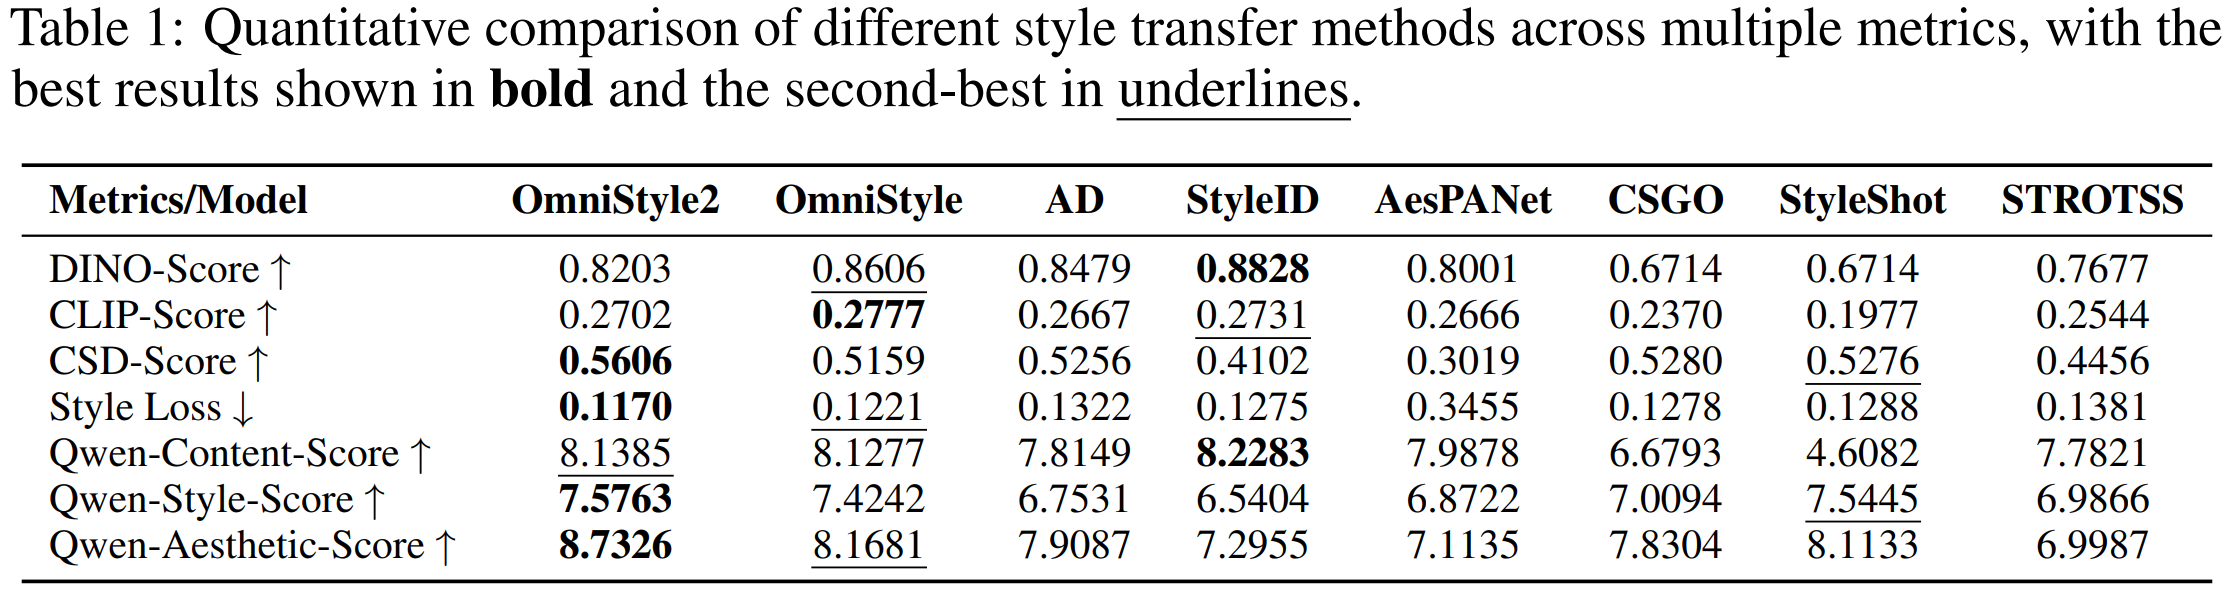 Table 1: Quantitative comparison of different style transfer methods across multiple metrics, with the
best results shown in bold and the second-best in underlines.
Metrics/Model OmniStyle2 OmniStyle AD StyleID AesPANet CSGO StyleShot STROTSS
DINO-Score ↑ 0.8203 0.8606 0.8479 0.8828 0.8001 0.6714 0.6714 0.7677
CLIP-Score ↑ 0.2702 0.2777 0.2667 0.2731 0.2666 0.2370 0.1977 0.2544
CSD-Score ↑ 0.5606 0.5159 0.5256 0.4102 0.3019 0.5280 0.5276 0.4456
Style Loss ↓ 0.1170 0.1221 0.1322 0.1275 0.3455 0.1278 0.1288 0.1381
Qwen-Content-Score ↑ 8.1385 8.1277 7.8149 8.2283 7.9878 6.6793 4.6082 7.7821
Qwen-Style-Score ↑ 7.5763 7.4242 6.7531 6.5404 6.8722 7.0094 7.5445 6.9866
Qwen-Aesthetic-Score ↑ 8.7326 8.1681 7.9087 7.2955 7.1135 7.8304 8.1133 6.9987